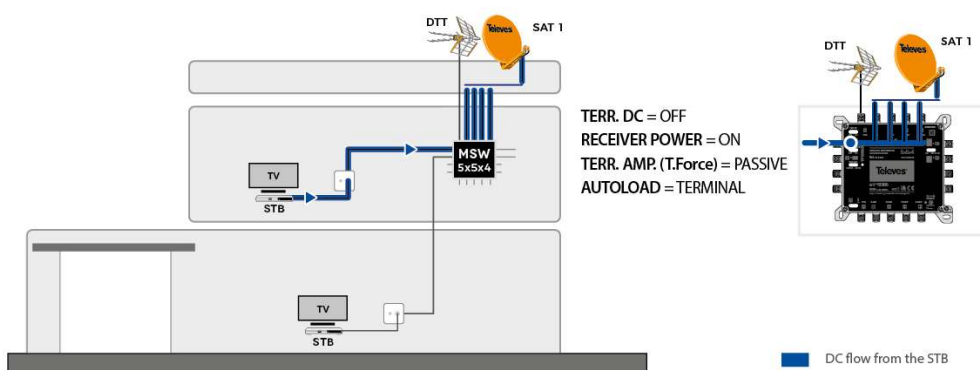 DTT
Televes
SAT 1
MSW
5x5x4
TV
STB
TV
STB
TERR. DC = OFF
RECEIVER POWER = ON
TERR. AMP. (T.Force) = PASSIVE
AUTOLOAD = TERMINAL
DTT
Televes
SAT 1
Televes
DC flow from the STB